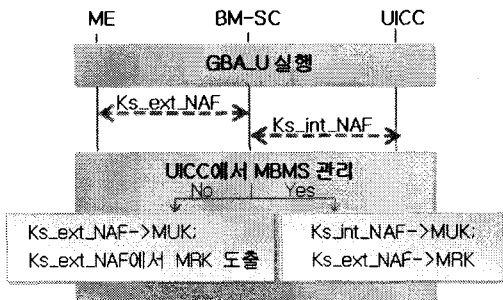 ME BM-SC UICC
GBA_U 실행
Ks_ext_NAF
Ks_int_NAF
UICC에서 MBMS 관리
No Yes
Ks_ext_NAF->MUK;
Ks_ext_NAF에서 MRK 도출
Ks_int_NAF->MUK;
Ks_ext_NAF->MRK